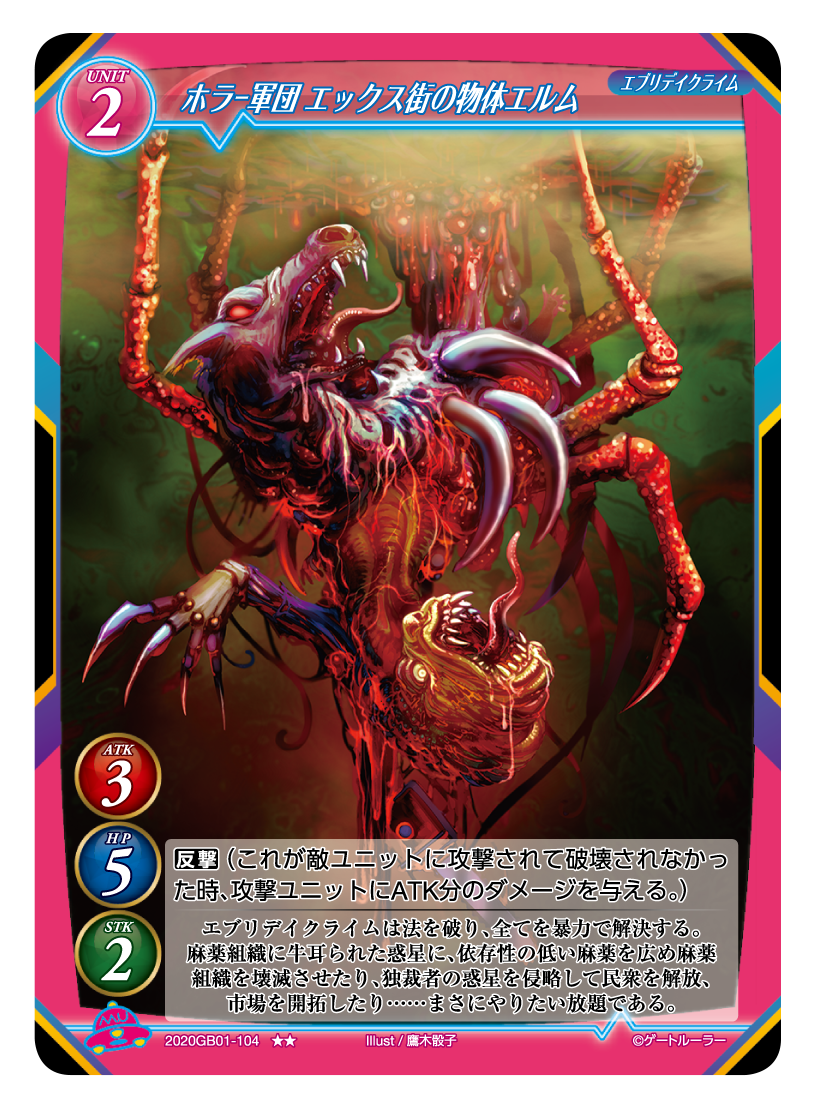 UNIT
2
ホラー軍団 エックス街の物体エルム
エブリデイクライム
ATK
3
HP
5
STK
2
反撃（これが敵ユニットに攻撃されて破壊されなかっ
た時、攻撃ユニットにATK分のダメージを与える。）
エブリデイクライムは法を破り、全てを暴力で解決する。
麻薬組織に牛耳られた惑星に、依存性の低い麻薬を広め麻薬
組織を壊滅させたり、独裁者の惑星を侵略して民衆を解放、
市場を開拓したり……まさにやりたい放題である。
MU
2020GB01-104 ★★
Illust / 鷹木骰子
©ゲートルーラー